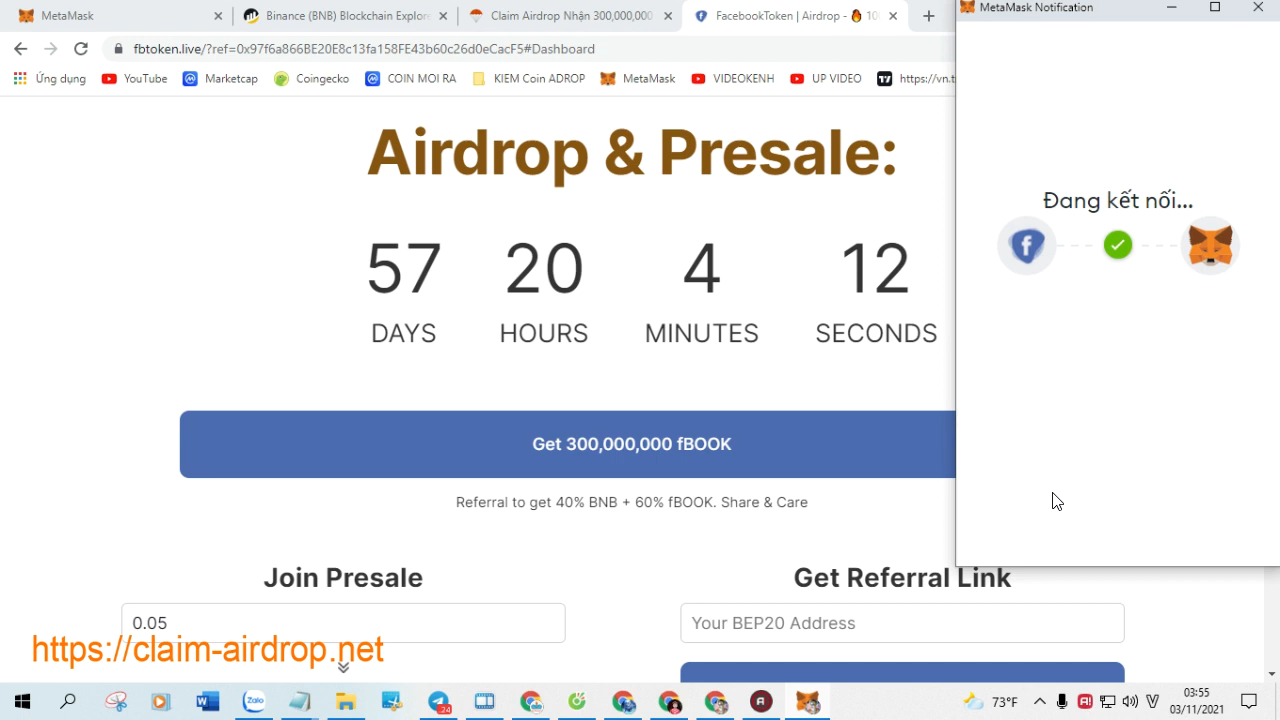 MetaMask
Binance (BNB) Blockchain Explore
Claim Airdrop Nhận 300,000,000
FacebookToken | Airdrop - 🔥 10
MetaMask Notification
fbtoken.live/?ref=0x97f6a866BE20E8c13fa158FE43b60c26d0eCacF5#Dashboard
Ứng dụng
YouTube
Marketcap
Coingecko
COIN MOI RA
KIEM Coin ADROP
MetaMask
VIDEOKENH
UP VIDEO
https://vn.t
Airdrop & Presale:
57
20
4
12
DAYS
HOURS
MINUTES
SECONDS
Đang kết nối...
Get 300,000,000 fBOOK
Referral to get 40% BNB + 60% fBOOK. Share & Care
Join Presale
Get Referral Link
0.05
Your BEP20 Address
https://claim-airdrop.net
Zalo
24
73°F
03:55
03/11/2021